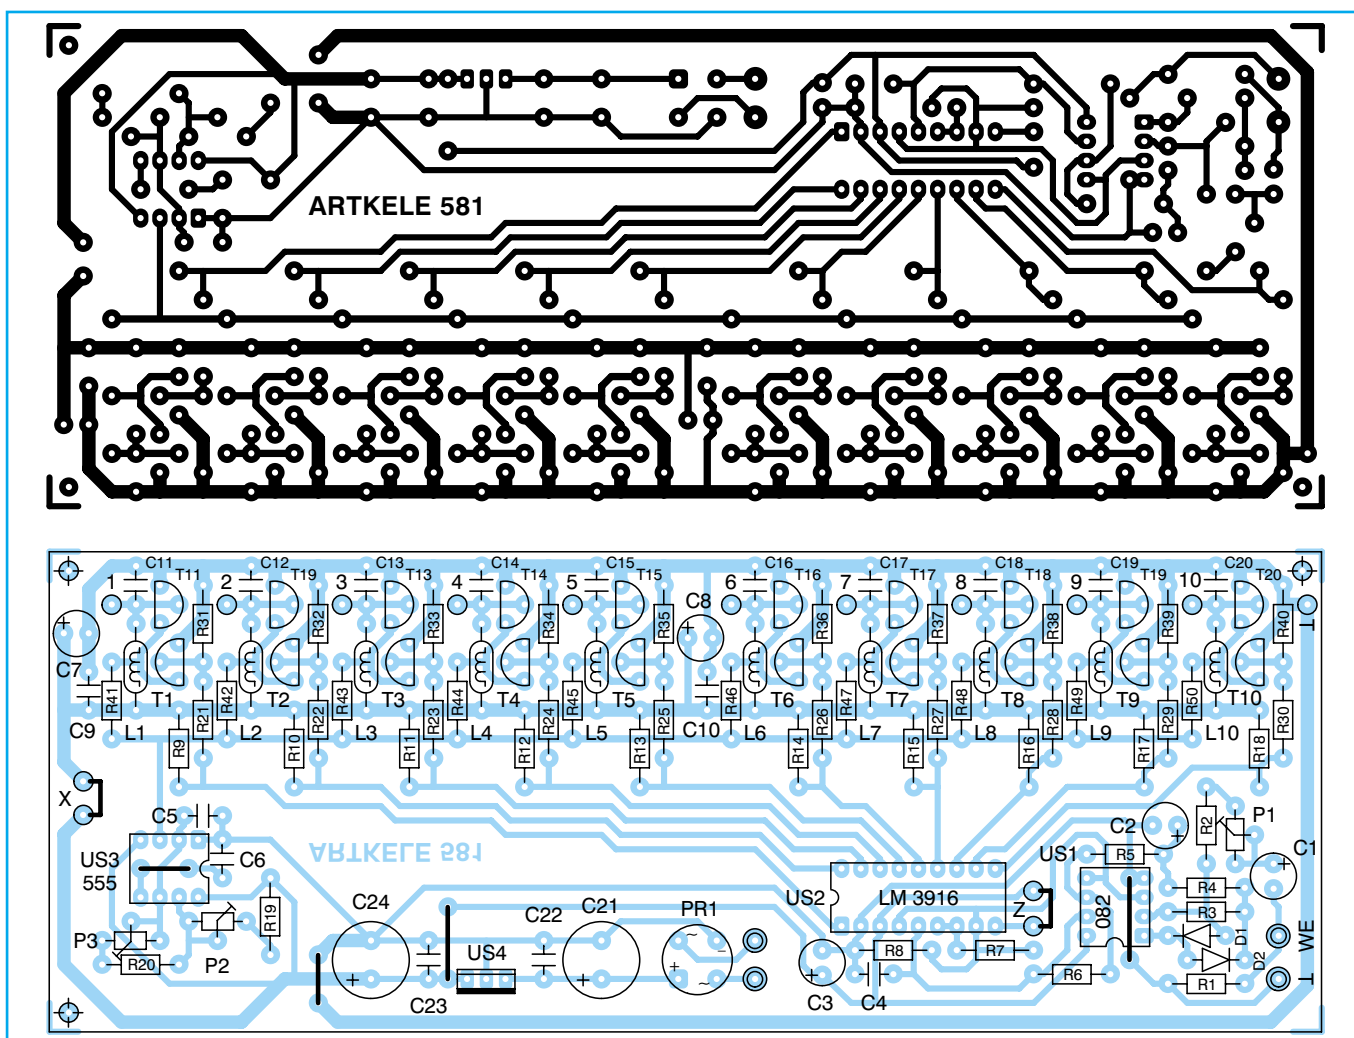 ARTKELE 581
C11 C12 C13 C14 C15 C16 C17 C18 C19 C20
1 T11 2 T19 3 T13 4 T14 5 T15 6 T16 7 T17 8 T18 9 T19 10 T20
+ C7 R31 R32 R33 R34 R35 C8 + R36 R37 R38 R39 R40 T
R41 T1 R42 T2 R43 T3 R44 T4 R45 T5 R46 T6 R47 T7 R48 T8 R49 T9 R50 T10
C9 L1 R21 L2 R22 L3 R23 L4 R24 L5 R25 C10 L6 R26 L7 R27 L8 R28 L9 R29 L10 R30
R9 R10 R11 R12 R13 R14 R15 R16 R17 R18
X
C5 C2 + R2 P1
US3 555 C6 ARTKELE 581 US1 R5 C1 +
US2 LM 3916 Z 082 R4
C24 C22 C21 PR1 R3
P3 R19 US4 ~ R8 R7 D1 WE
R20 P2 + + + ~ + C4 R6 D2
C23 C3 R1 T